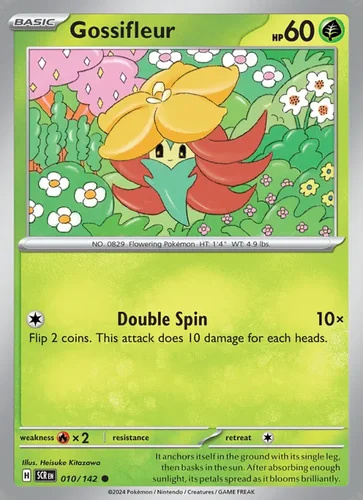 BASIC
Gossifleur
HP 60
NO. 0829 Flowering Pokémon HT: 1'4" WT: 4.9 lbs.
Double Spin 10×
Flip 2 coins. This attack does 10 damage for each heads.
weakness ×2 resistance retreat
Illus. Heisuke Kitazawa
H SCR EN 010/142
It anchors itself in the ground with its single leg,
then basks in the sun. After absorbing enough
sunlight, its petals spread as it blooms brilliantly.
©2024 Pokémon / Nintendo / Creatures / GAME FREAK